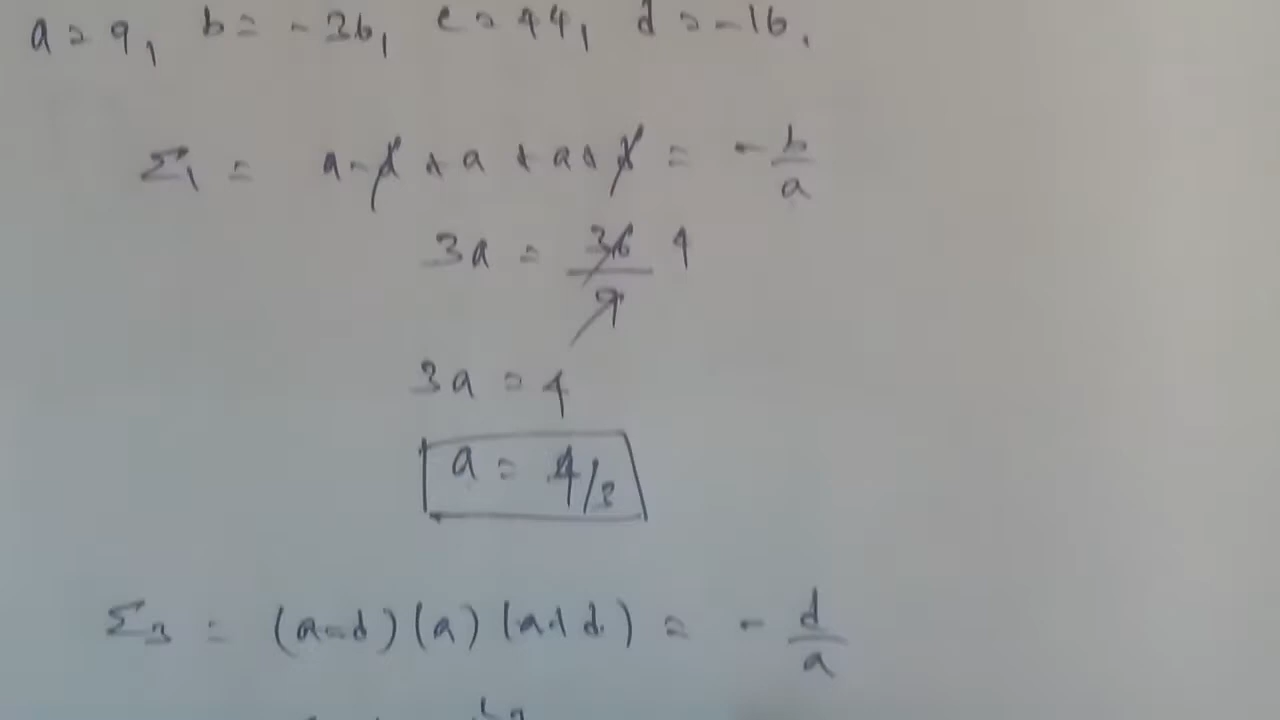 a = 9, b = -36, c = 44, d = -16.
Σ₁ = a-d + a + a+d = - b/a
3a = 36/9 4
3a = 4
a = 4/3
Σ₃ = (a-d)(a)(a+d) = - d/a